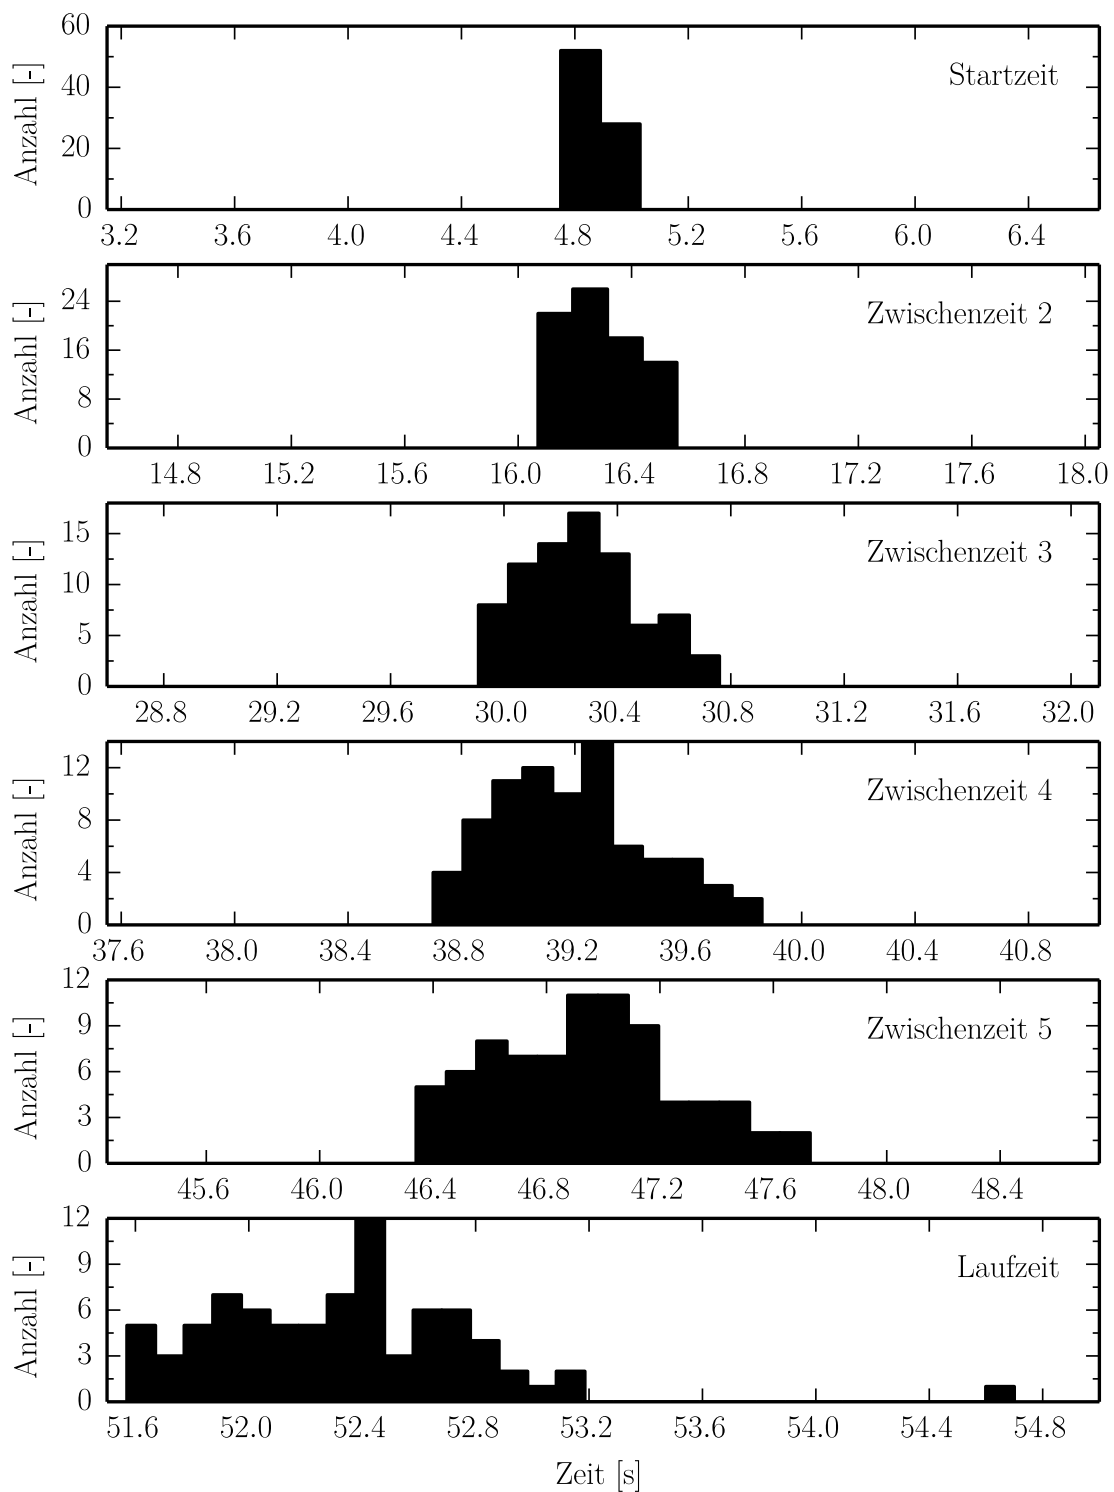 60
40
20
0
Anzahl [-]
Startzeit
3.2 3.6 4.0 4.4 4.8 5.2 5.6 6.0 6.4
24
16
8
0
Anzahl [-]
Zwischenzeit 2
14.8 15.2 15.6 16.0 16.4 16.8 17.2 17.6 18.0
15
10
5
0
Anzahl [-]
Zwischenzeit 3
28.8 29.2 29.6 30.0 30.4 30.8 31.2 31.6 32.0
12
8
4
0
Anzahl [-]
Zwischenzeit 4
37.6 38.0 38.4 38.8 39.2 39.6 40.0 40.4 40.8
12
9
6
3
0
Anzahl [-]
Zwischenzeit 5
45.6 46.0 46.4 46.8 47.2 47.6 48.0 48.4
12
9
6
3
0
Anzahl [-]
Laufzeit
51.6 52.0 52.4 52.8 53.2 53.6 54.0 54.4 54.8
Zeit [s]